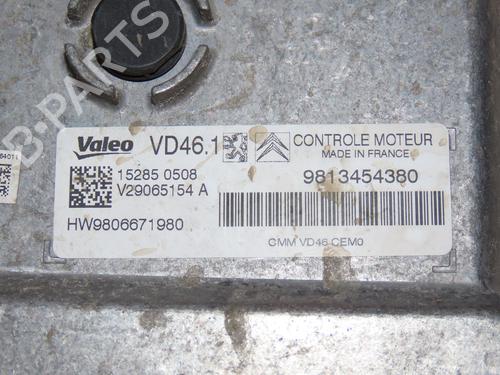 Valeo VD46.1
CONTROLE MOTEUR
MADE IN FRANCE
15285 0508
V29065154 A
9813454380
HW9806671980
CMM VD46 CEM0
B-PARTS